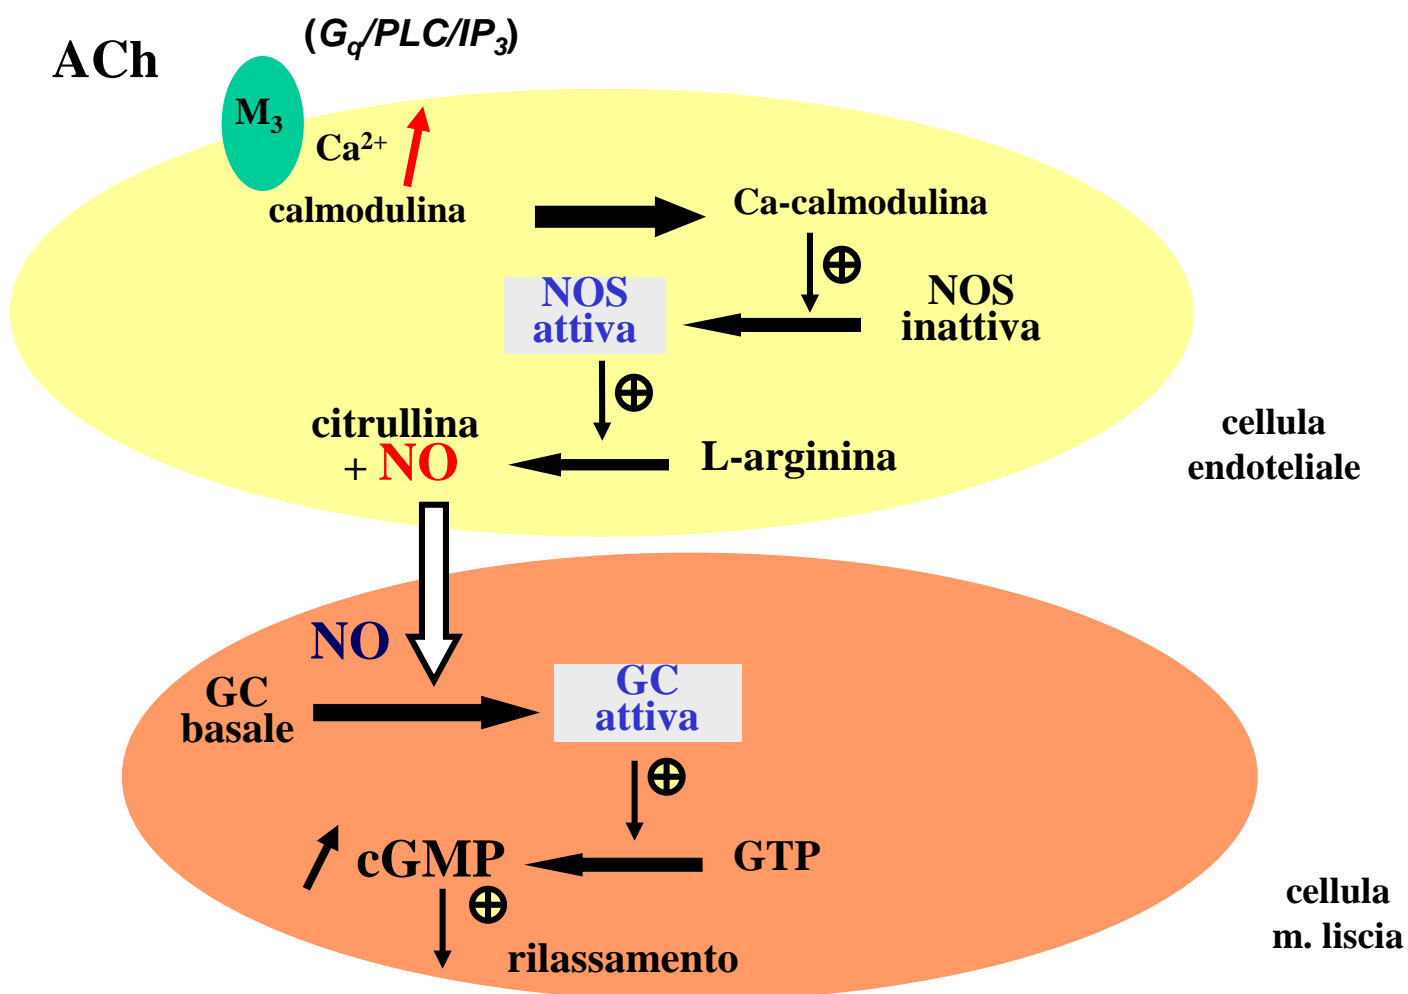 (Gq/PLC/IP3)
ACh
M3
Ca2+
calmodulina
Ca-calmodulina
NOS
attiva
NOS
inattiva
citrullina
+ NO
L-arginina
cellula
endoteliale
NO
GC
basale
GC
attiva
cGMP
GTP
rilassamento
cellula
m. liscia